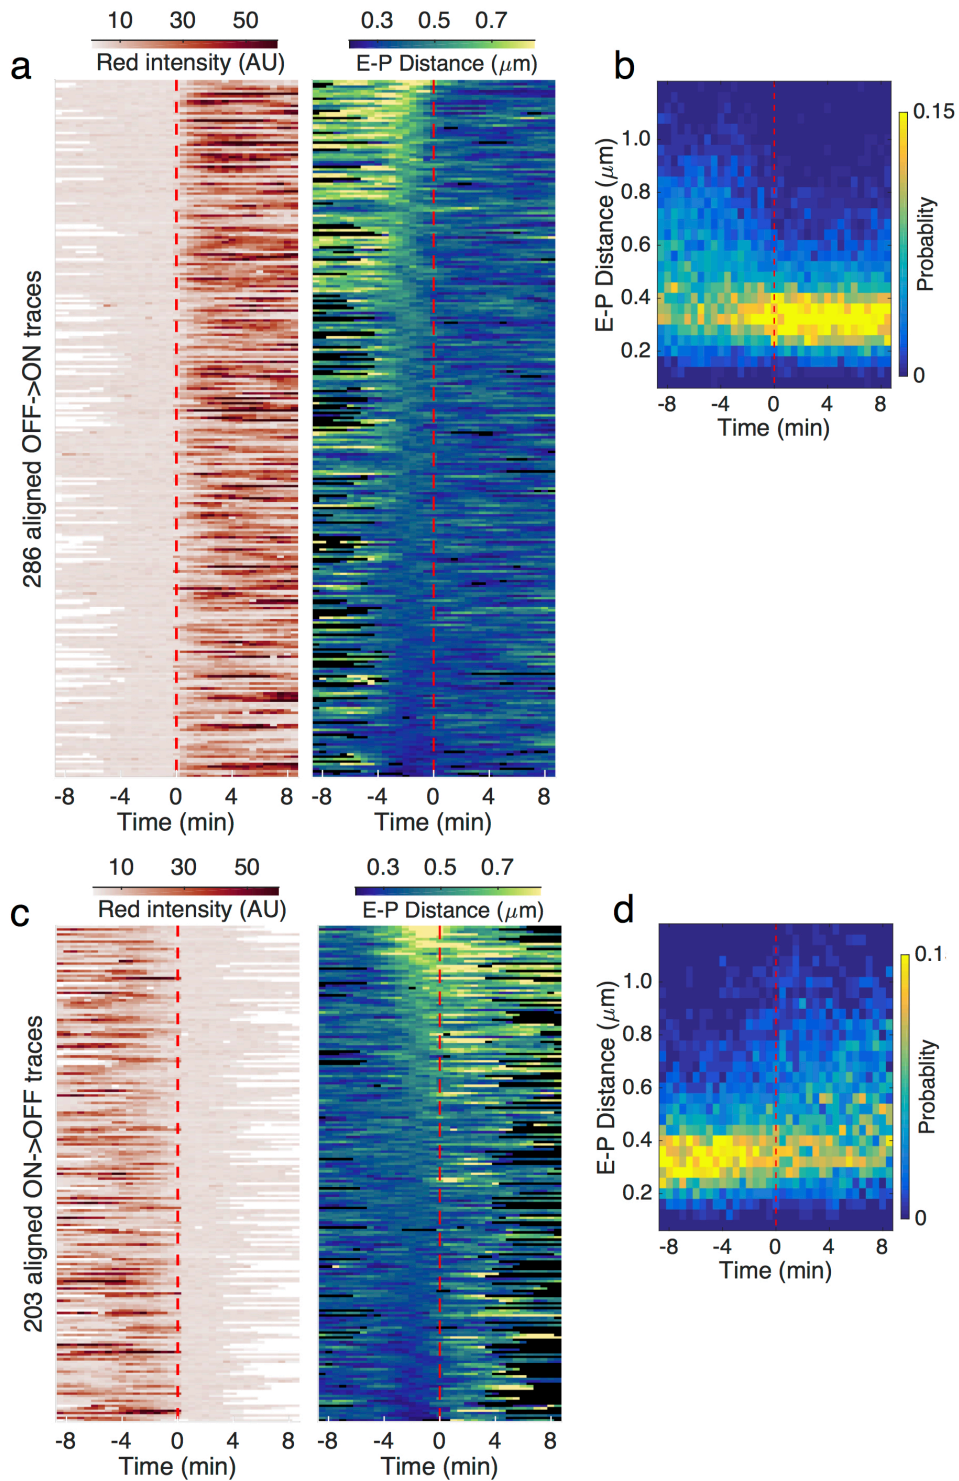 a
10 30 50
Red intensity (AU)
0.3 0.5 0.7
E-P Distance (μm)
286 aligned OFF->ON traces
-8 -4 0 4 8
Time (min)
-8 -4 0 4 8
Time (min)
b
1.0
0.8
0.6
0.4
0.2
E-P Distance (μm)
-8 -4 0 4 8
Time (min)
0.15
Probablity
0
c
10 30 50
Red intensity (AU)
0.3 0.5 0.7
E-P Distance (μm)
203 aligned ON->OFF traces
-8 -4 0 4 8
Time (min)
-8 -4 0 4 8
Time (min)
d
1.0
0.8
0.6
0.4
0.2
E-P Distance (μm)
-8 -4 0 4 8
Time (min)
0.1
Probablity
0